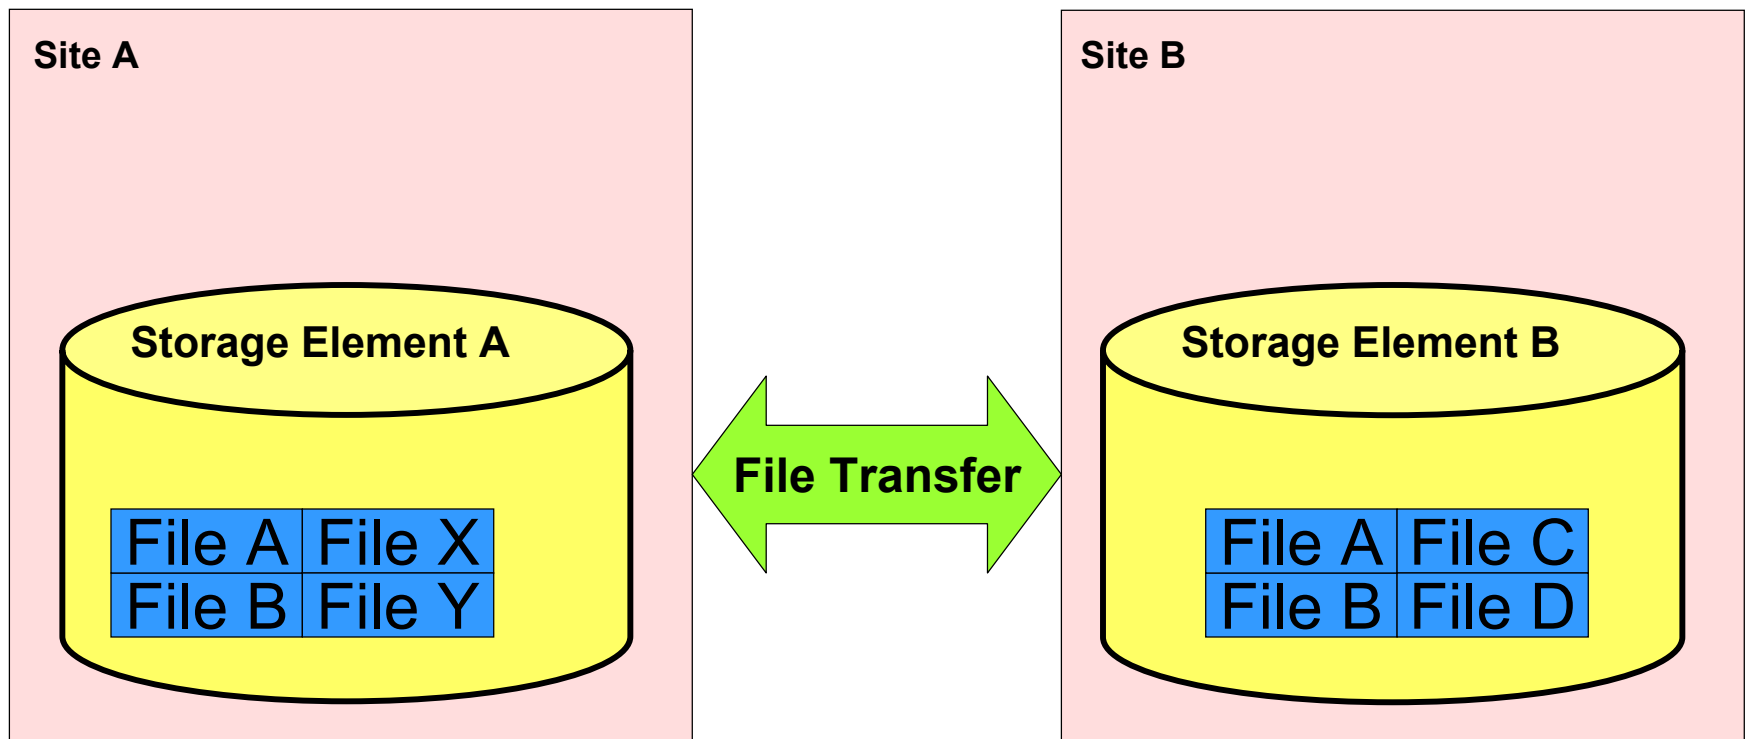 Site A
Storage Element A
File A File X
File B File Y
File Transfer
Site B
Storage Element B
File A File C
File B File D